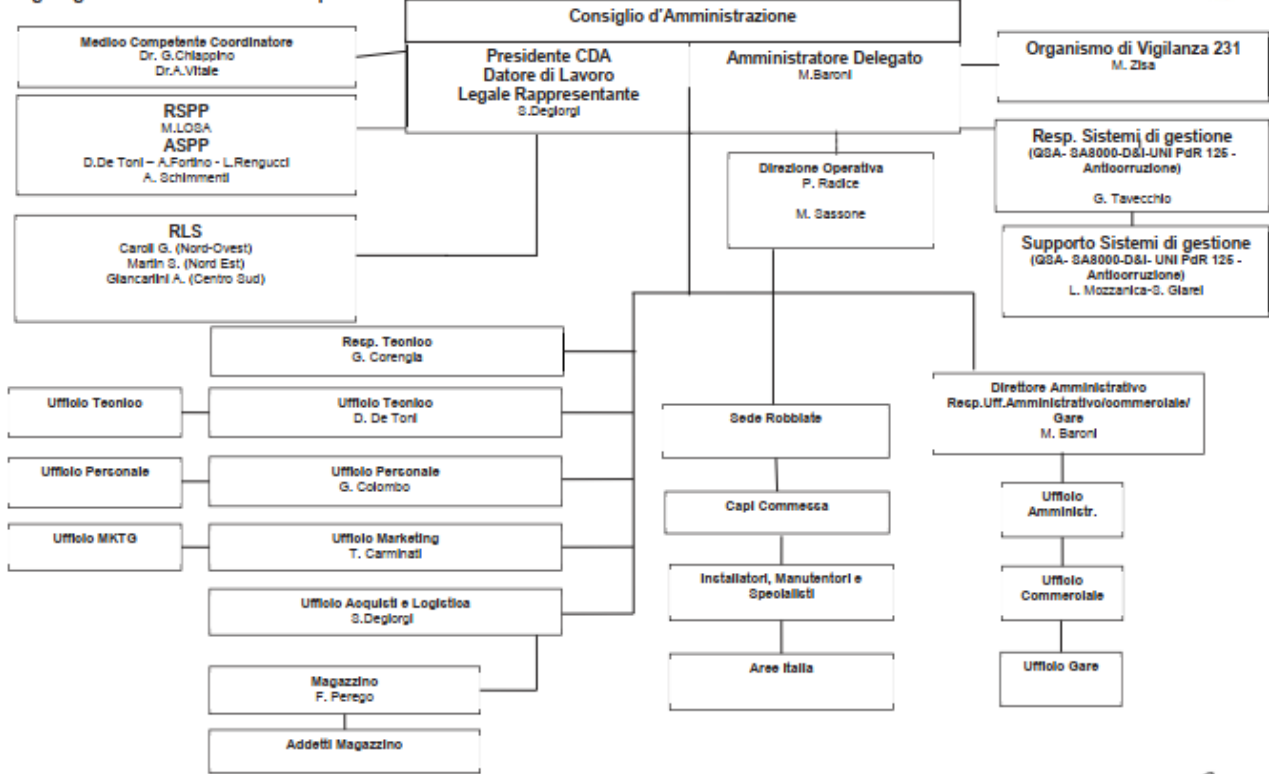 Consiglio d'Amministrazione
Medico Competente Coordinatore
Dr. G.Chiappino
Dr.A.Vitale
Presidente CDA
Datore di Lavoro
Legale Rappresentante
S.Degiorgi
Amministratore Delegato
M.Baroni
Organismo di Vigilanza 231
M. Zisa
RSPP
M.LOSA
ASPP
D.De Toni – A.Fortino - L.Rengucci
A. Schimmenti
Direzione Operativa
P. Radice
M. Sassone
Resp. Sistemi di gestione
(QSA- SA8000-D&I-UNI PdR 125 -
Anticorruzione)
G. Tavecchio
RLS
Caroli G. (Nord-Ovest)
Martin S. (Nord Est)
Giancarlini A. (Centro Sud)
Supporto Sistemi di gestione
(QSA- SA8000-D&I- UNI PdR 125 -
Anticorruzione)
L. Mozzanica-S. Giarei
Resp. Tecnico
G. Corengia
Ufficio Tecnico
Ufficio Tecnico
D. De Toni
Sede Robbiate
Direttore Amministrativo
Resp.Uff.Amministrativo/commerciale/
Gare
M. Baroni
Ufficio Personale
Ufficio Personale
G. Colombo
Capi Commessa
Ufficio
Amministr.
Ufficio MKTG
Ufficio Marketing
T. Carminati
Installatori, Manutentori e
Specialisti
Ufficio
Commerciale
Ufficio Acquisti e Logistica
S.Degiorgi
Magazzino
F. Perego
Aree Italia
Ufficio Gare
Addetti Magazzino